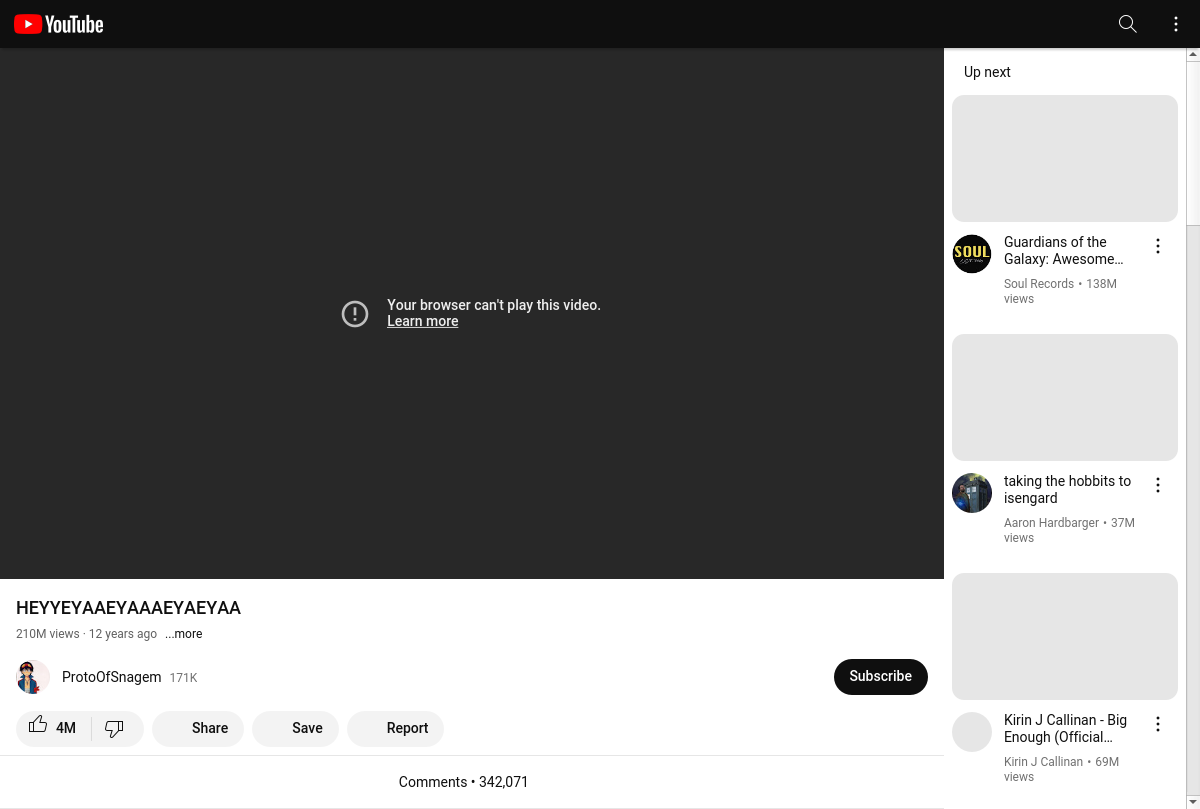 YouTube
Your browser can't play this video.
Learn more
HEYYEYAAEYAAAEYAEYAA
210M views · 12 years ago ...more
ProtoOfSnagem 171K
Subscribe
4M
Share
Save
Report
Comments • 342,071
Up next
SOUL
Guardians of the
Galaxy: Awesome…
Soul Records • 138M
views
taking the hobbits to
isengard
Aaron Hardbarger • 37M
views
Kirin J Callinan - Big
Enough (Official…
Kirin J Callinan • 69M
views